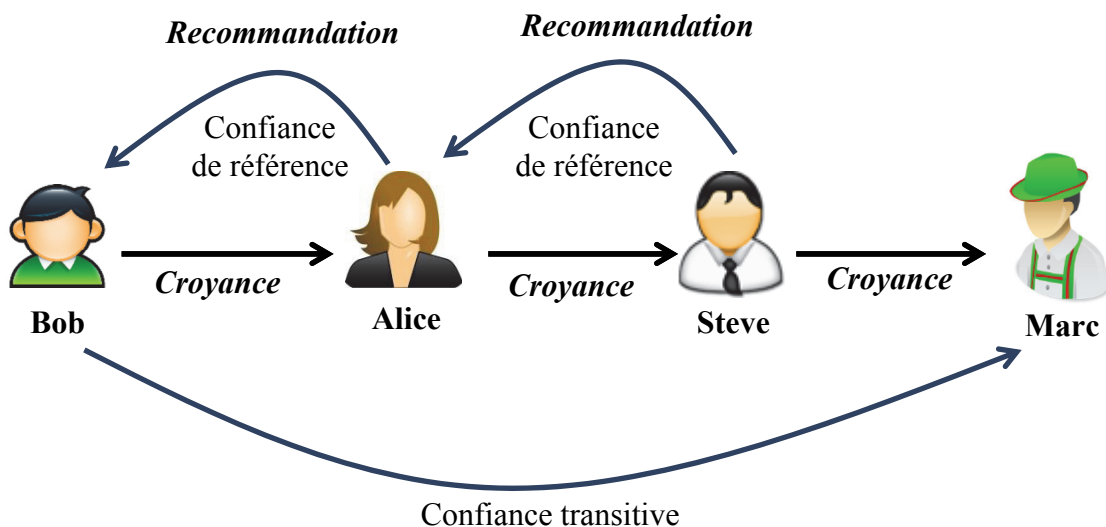 Recommandation
Recommandation
Confiance
de référence
Confiance
de référence
Croyance
Croyance
Croyance
Bob
Alice
Steve
Marc
Confiance transitive